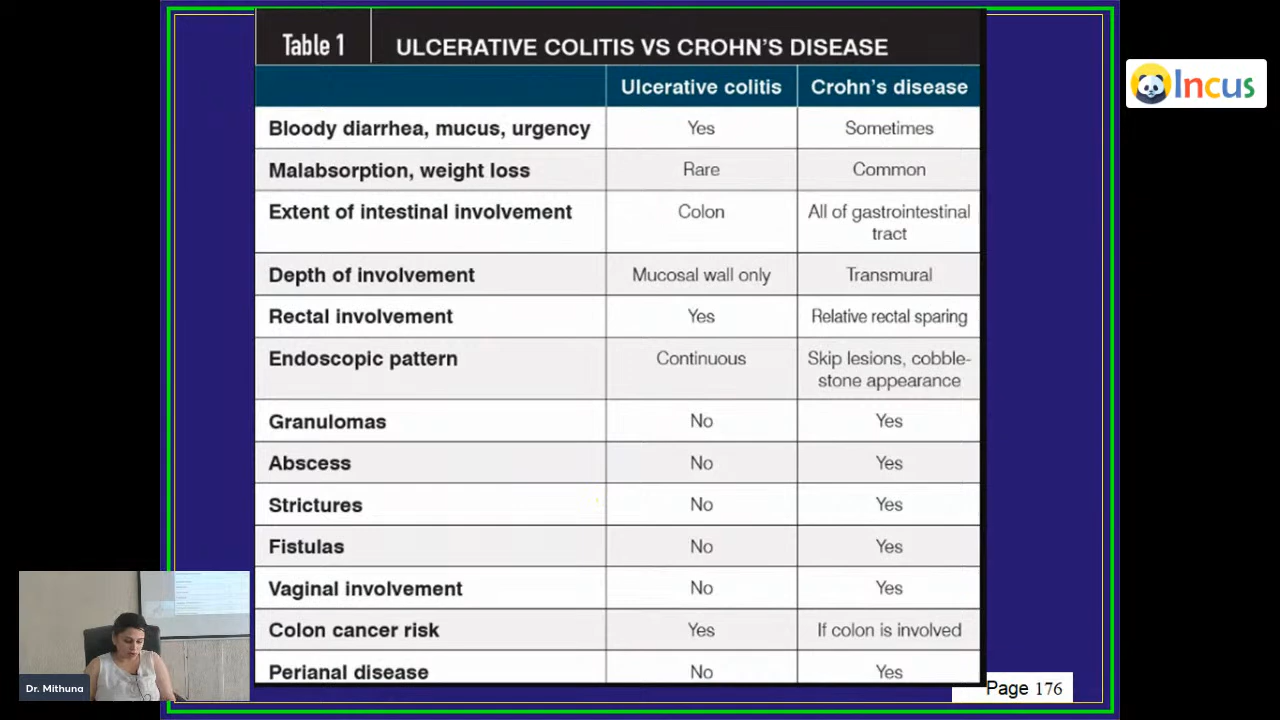 Table 1
ULCERATIVE COLITIS VS CROHN'S DISEASE
Ulcerative colitis
Crohn's disease
Bloody diarrhea, mucus, urgency
Yes
Sometimes
Malabsorption, weight loss
Rare
Common
Extent of intestinal involvement
Colon
All of gastrointestinal
tract
Depth of involvement
Mucosal wall only
Transmural
Rectal involvement
Yes
Relative rectal sparing
Endoscopic pattern
Continuous
Skip lesions, cobble-
stone appearance
Granulomas
No
Yes
Abscess
No
Yes
Strictures
No
Yes
Fistulas
No
Yes
Vaginal involvement
No
Yes
Colon cancer risk
Yes
If colon is involved
Perianal disease
No
Yes
Page 176
Incus
Dr. Mithuna